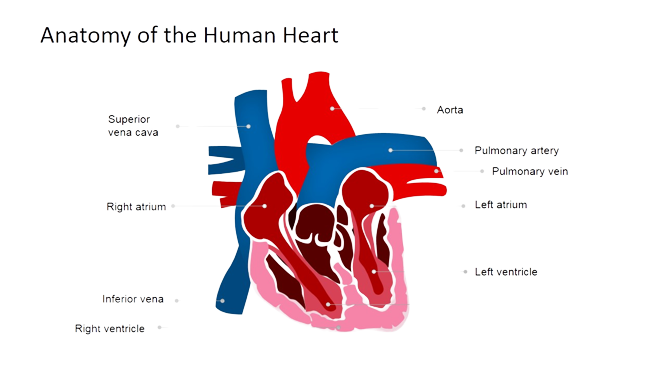 Anatomy of the Human Heart
Superior
vena cava
Aorta
Pulmonary artery
Pulmonary vein
Right atrium
Left atrium
Left ventricle
Inferior vena
Right ventricle